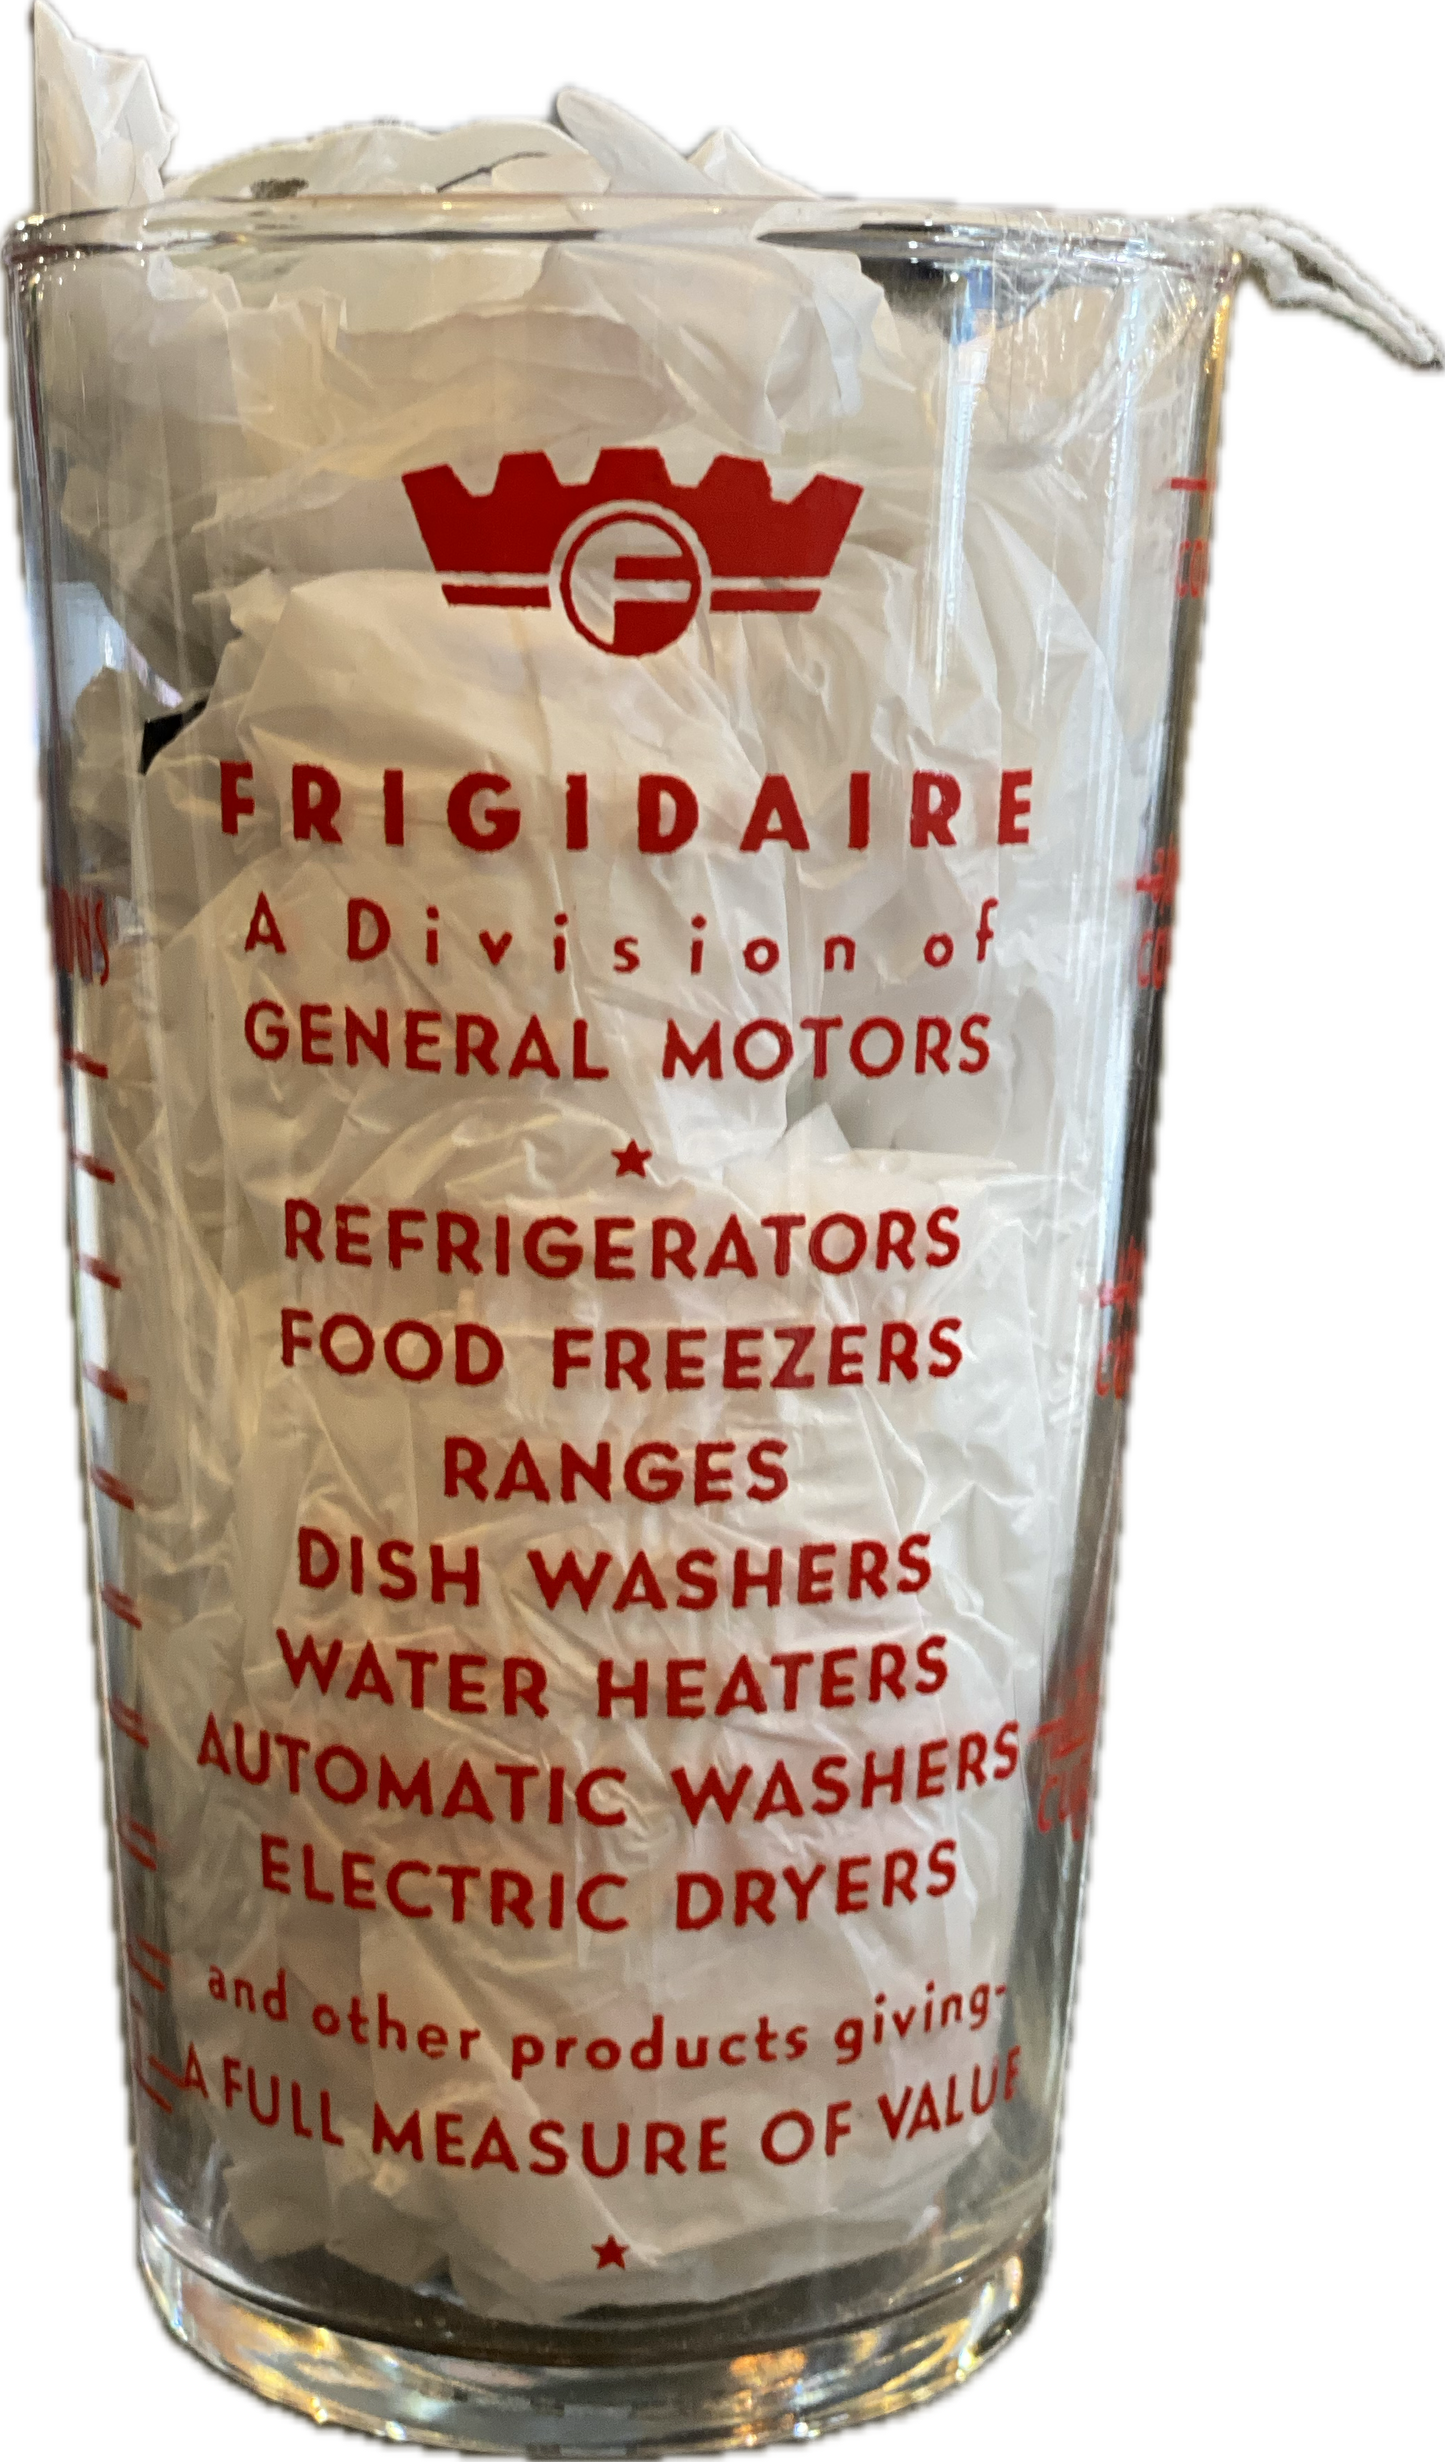 F
FRIGIDAIRE
A Division of
GENERAL MOTORS
REFRIGERATORS
FOOD FREEZERS
RANGES
DISH WASHERS
WATER HEATERS
AUTOMATIC WASHERS
ELECTRIC DRYERS
and other products giving-
A FULL MEASURE OF VALUE